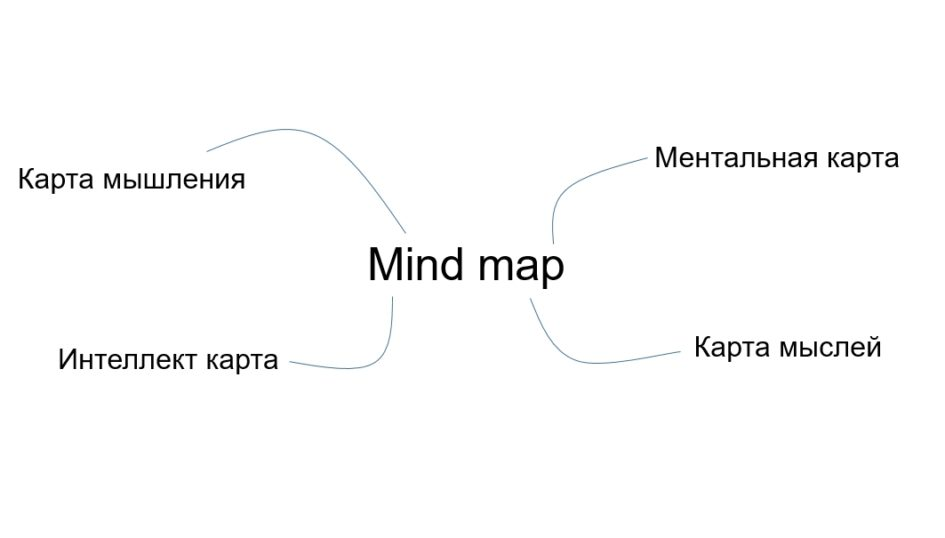 Ментальная карта
Карта мышления
Mind map
Карта мыслей
Интеллект карта